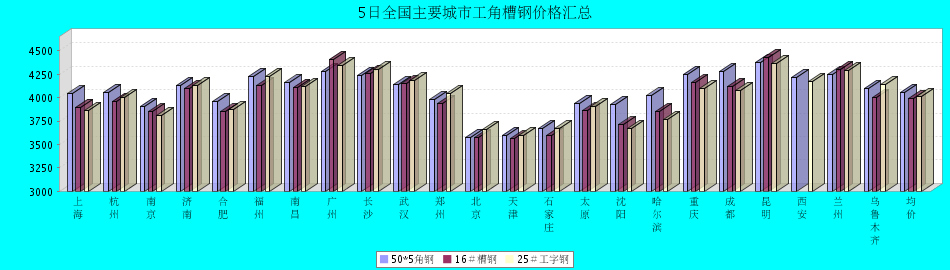 5日全国主要城市工角槽钢价格汇总
4500
4250
4000
3750
3500
3250
3000
上海
杭州
南京
济南
合肥
福州
南昌
广州
长沙
武汉
郑州
北京
天津
石家庄
太原
沈阳
哈尔滨
重庆
成都
昆明
西安
兰州
乌鲁木齐
均价
50*5角钢 16#槽钢 25#工字钢